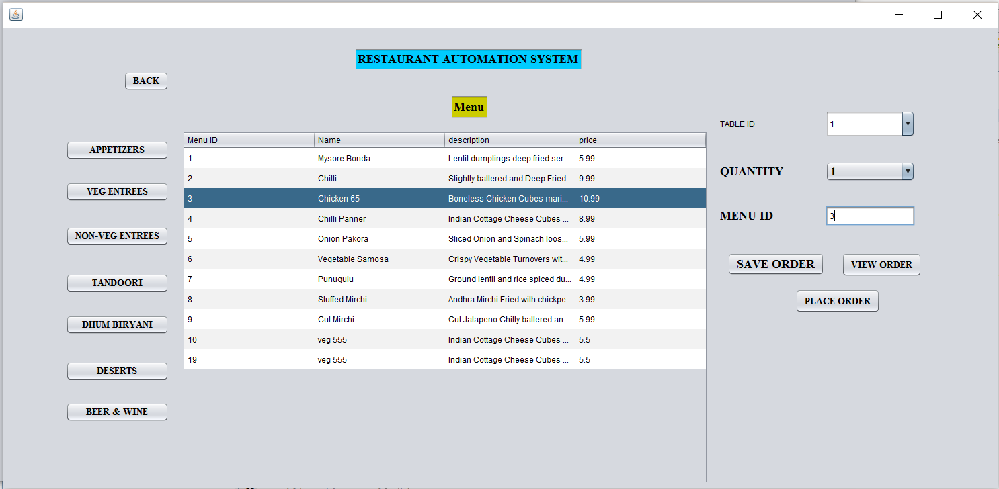 RESTAURANT AUTOMATION SYSTEM
BACK
Menu
APPETIZERS
VEG ENTREES
NON-VEG ENTREES
TANDOORI
DHUM BIRYANI
DESERTS
BEER & WINE
Menu ID Name description price
1 Mysore Bonda Lentil dumplings deep fried ser... 5.99
2 Chilli Slightly battered and Deep Fried... 9.99
3 Chicken 65 Boneless Chicken Cubes mari... 10.99
4 Chilli Panner Indian Cottage Cheese Cubes ... 8.99
5 Onion Pakora Sliced Onion and Spinach loos... 5.99
6 Vegetable Samosa Crispy Vegetable Turnovers wit... 4.99
7 Punugulu Ground lentil and rice spiced du... 4.99
8 Stuffed Mirchi Andhra Mirchi Fried with chickpe... 3.99
9 Cut Mirchi Cut Jalapeno Chilly battered an... 5.99
10 veg 555 Indian Cottage Cheese Cubes ... 5.5
19 veg 555 Indian Cottage Cheese Cubes ... 5.5
TABLE ID 1
QUANTITY 1
MENU ID 3
SAVE ORDER VIEW ORDER
PLACE ORDER